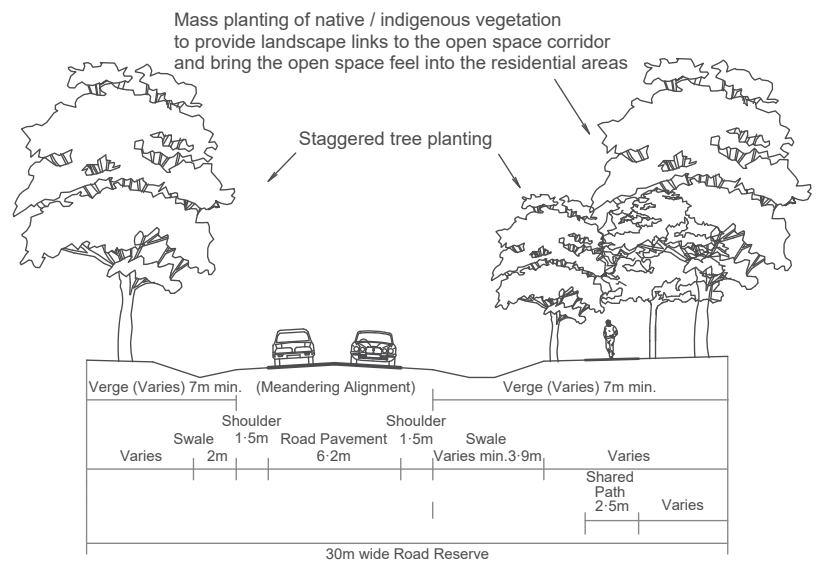 Mass planting of native / indigenous vegetation
to provide landscape links to the open space corridor
and bring the open space feel into the residential areas
Staggered tree planting
Verge (Varies) 7m min.
(Meandering Alignment)
Verge (Varies) 7m min.
Varies
Swale
2m
Shoulder
1·5m
Road Pavement
6·2m
Shoulder
1·5m
Swale
Varies min.3·9m
Varies
Shared
Path
2·5m
Varies
30m wide Road Reserve